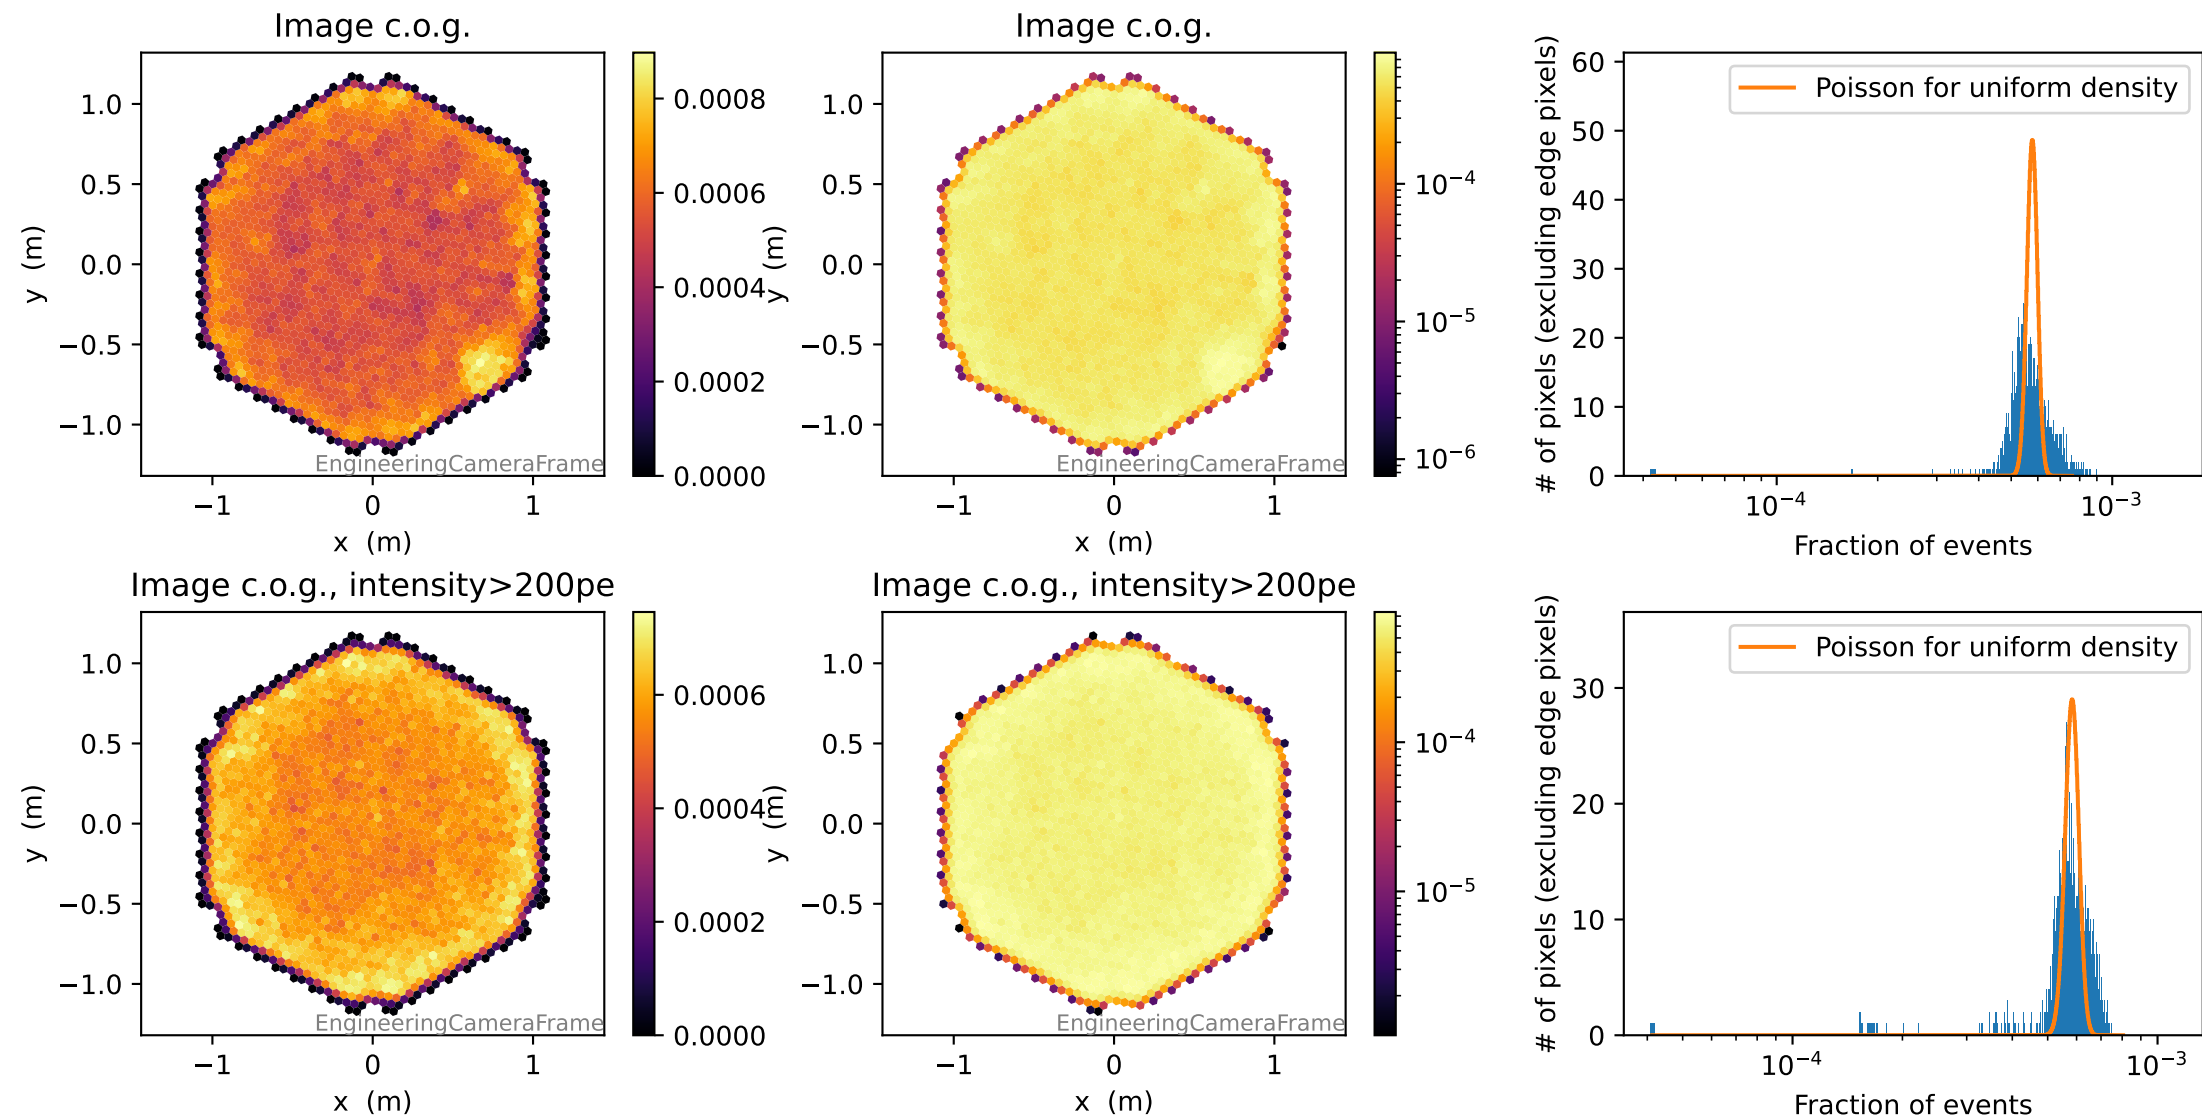 Image c.o.g.
1.0
0.5
0.0
−0.5
−1.0
y (m)
−1 0 1
x (m)
EngineeringCameraFrame
0.0008
0.0006
0.0004
0.0002
0.0000
Image c.o.g.
1.0
0.5
0.0
−0.5
−1.0
y (m)
−1 0 1
x (m)
EngineeringCameraFrame
10−4
10−5
10−6
60
50
40
30
20
10
0
# of pixels (excluding edge pixels)
Poisson for uniform density
10−4 10−3
Fraction of events
Image c.o.g., intensity>200pe
1.0
0.5
0.0
−0.5
−1.0
y (m)
−1 0 1
x (m)
EngineeringCameraFrame
0.0006
0.0004
0.0002
0.0000
Image c.o.g., intensity>200pe
1.0
0.5
0.0
−0.5
−1.0
y (m)
−1 0 1
x (m)
EngineeringCameraFrame
10−4
10−5
30
20
10
0
# of pixels (excluding edge pixels)
Poisson for uniform density
10−4 10−3
Fraction of events